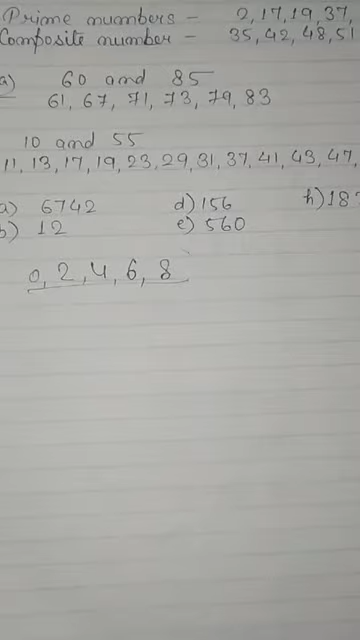 Prime numbers - 2, 17, 19, 37,
Composite number - 35, 42, 48, 51
a) 60 and 85
61, 67, 71, 73, 79, 83
10 and 55
11, 13, 17, 19, 23, 29, 31, 37, 41, 43, 47,
a) 6742 d) 156 h) 18
b) 12 e) 560
0, 2, 4, 6, 8